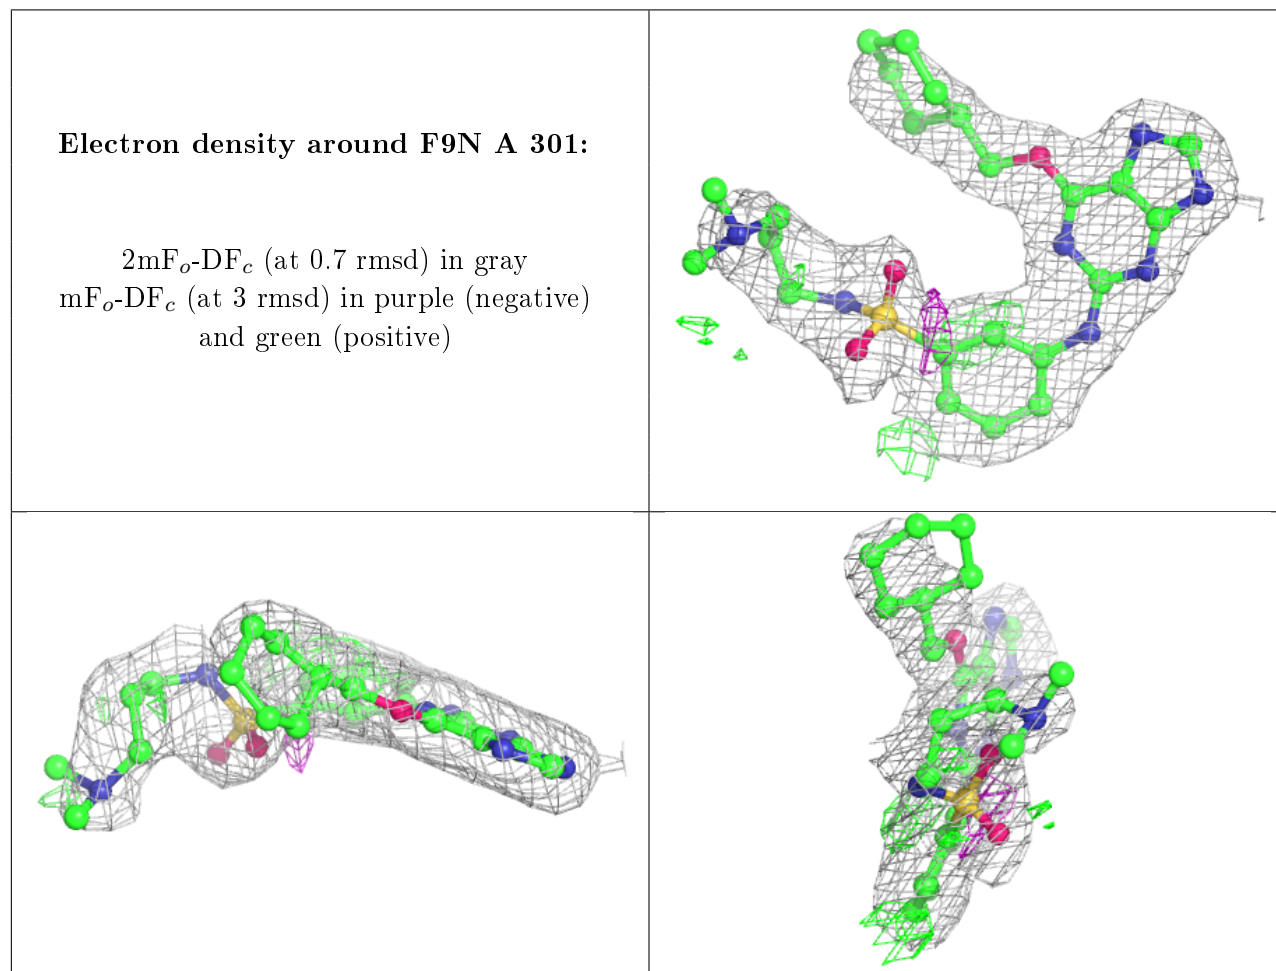 Electron density around F9N A 301:
2mFo-DFc (at 0.7 rmsd) in gray
mFo-DFc (at 3 rmsd) in purple (negative)
and green (positive)